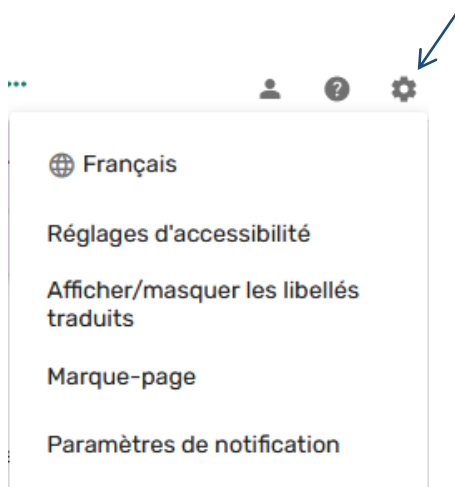 Français
Réglages d'accessibilité
Afficher/masquer les libellés
traduits
Marque-page
Paramètres de notification